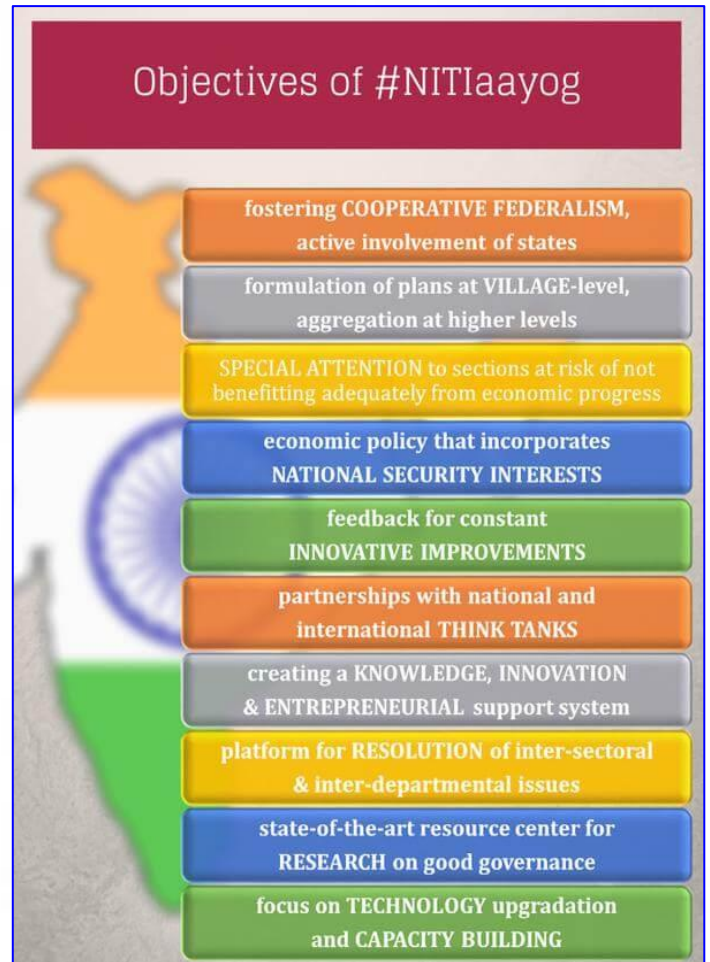 Objectives of #NITIaayog
fostering COOPERATIVE FEDERALISM,
active involvement of states
formulation of plans at VILLAGE-level,
aggregation at higher levels
SPECIAL ATTENTION to sections at risk of not
benefitting adequately from economic progress
economic policy that incorporates
NATIONAL SECURITY INTERESTS
feedback for constant
INNOVATIVE IMPROVEMENTS
partnerships with national and
international THINK TANKS
creating a KNOWLEDGE, INNOVATION
& ENTREPRENEURIAL support system
platform for RESOLUTION of inter-sectoral
& inter-departmental issues
state-of-the-art resource center for
RESEARCH on good governance
focus on TECHNOLOGY upgradation
and CAPACITY BUILDING